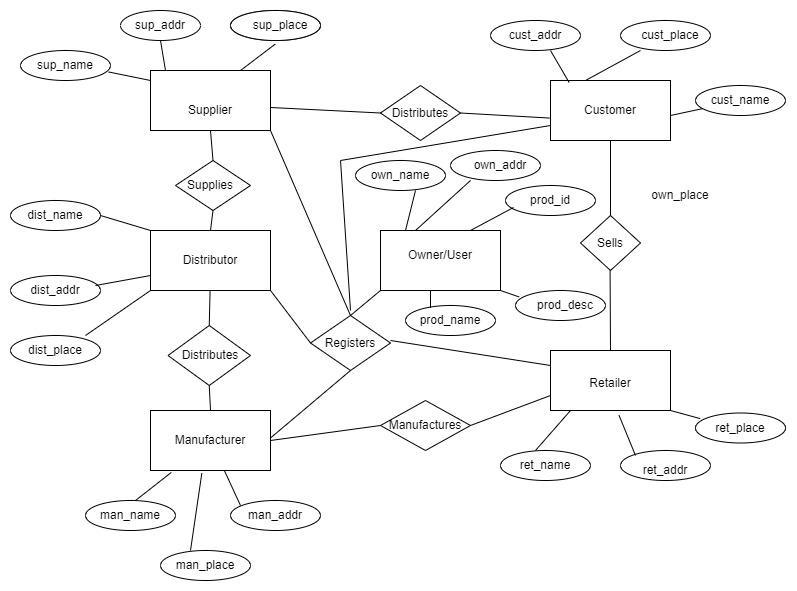 sup_addr
sup_place
cust_addr
cust_place
sup_name
cust_name
Supplier
Distributes
Customer
own_name
own_addr
Supplies
prod_id
own_place
dist_name
Sells
Owner/User
Distributor
dist_addr
prod_desc
prod_name
dist_place
Distributes
Registers
Retailer
Manufacturer
Manufactures
ret_place
ret_name
ret_addr
man_name
man_addr
man_place